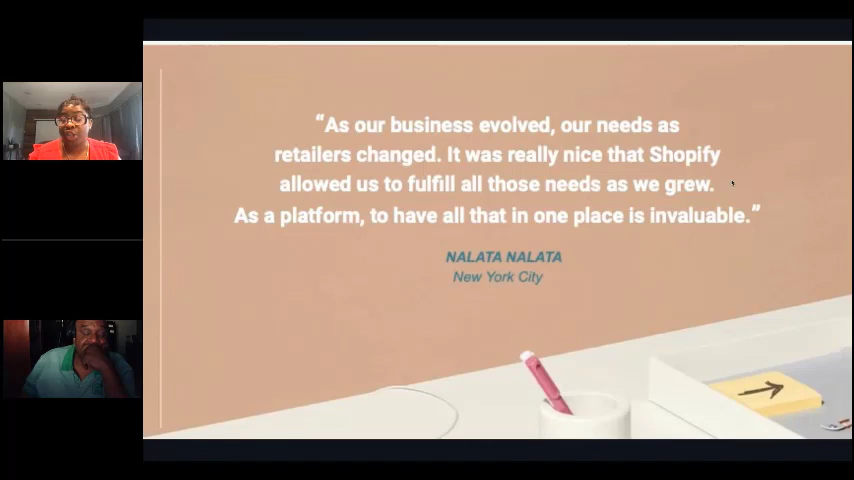 “As our business evolved, our needs as
retailers changed. It was really nice that Shopify
allowed us to fulfill all those needs as we grew.
As a platform, to have all that in one place is invaluable.”
NALATA NALATA
New York City